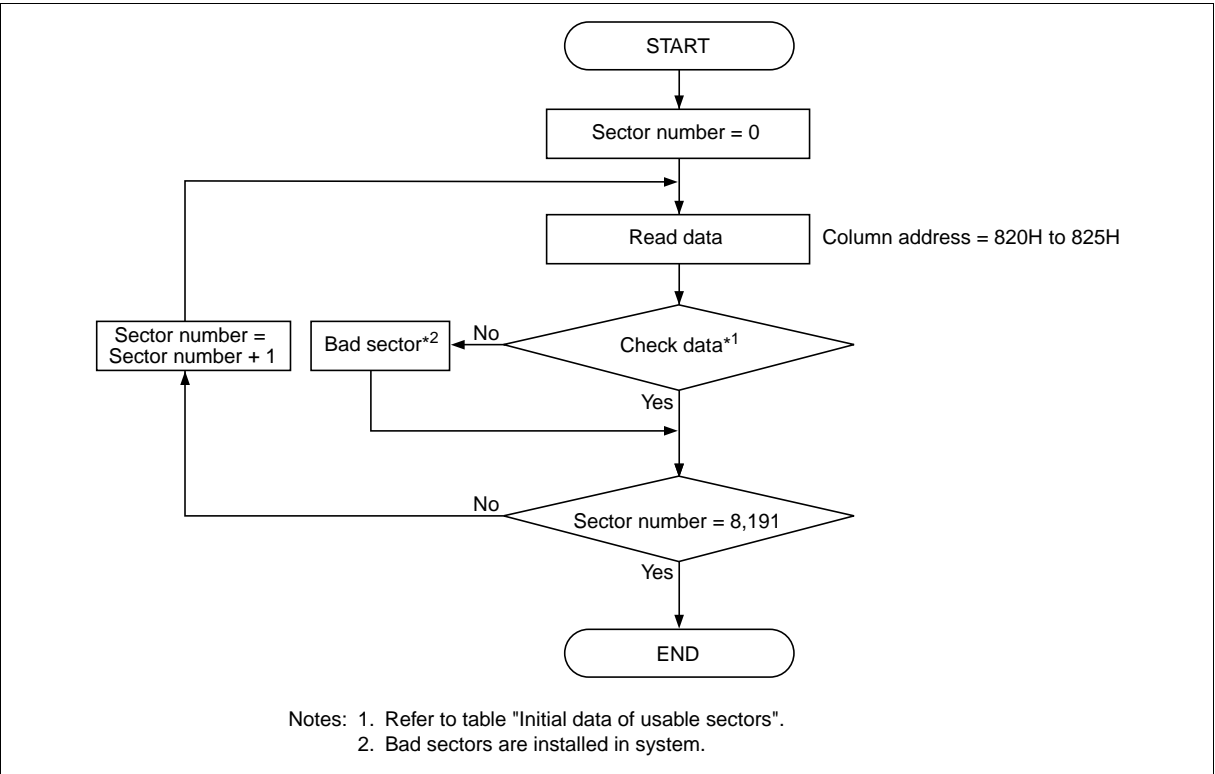 START
Sector number = 0
Read data
Column address = 820H to 825H
Sector number =
Sector number + 1
Bad sector*2
No
Check data*1
Yes
No
Sector number = 8,191
Yes
END
Notes: 1. Refer to table "Initial data of usable sectors".
2. Bad sectors are installed in system.